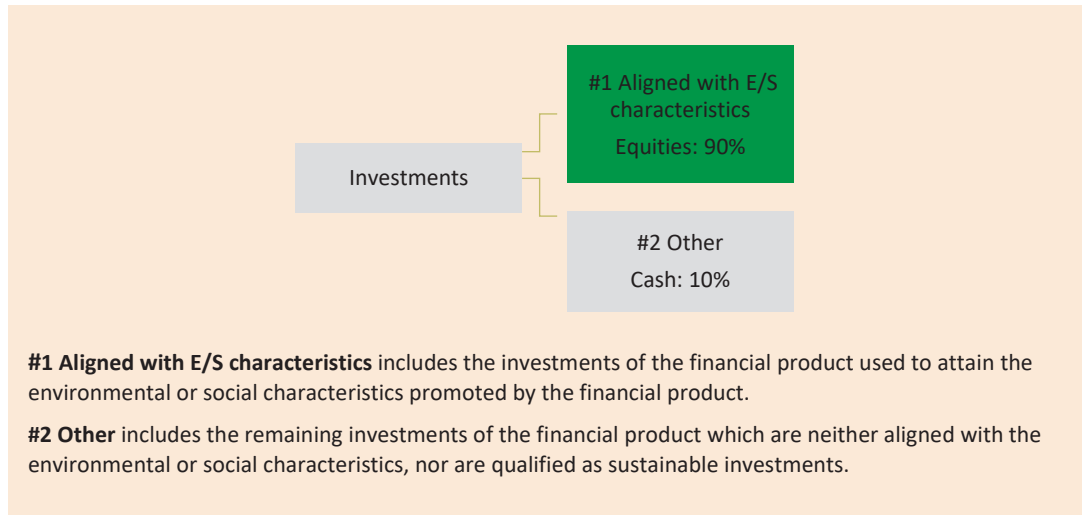 #1 Aligned with E/S
characteristics
Equities: 90%
Investments
#2 Other
Cash: 10%
#1 Aligned with E/S characteristics includes the investments of the financial product used to attain the
environmental or social characteristics promoted by the financial product.
#2 Other includes the remaining investments of the financial product which are neither aligned with the
environmental or social characteristics, nor are qualified as sustainable investments.